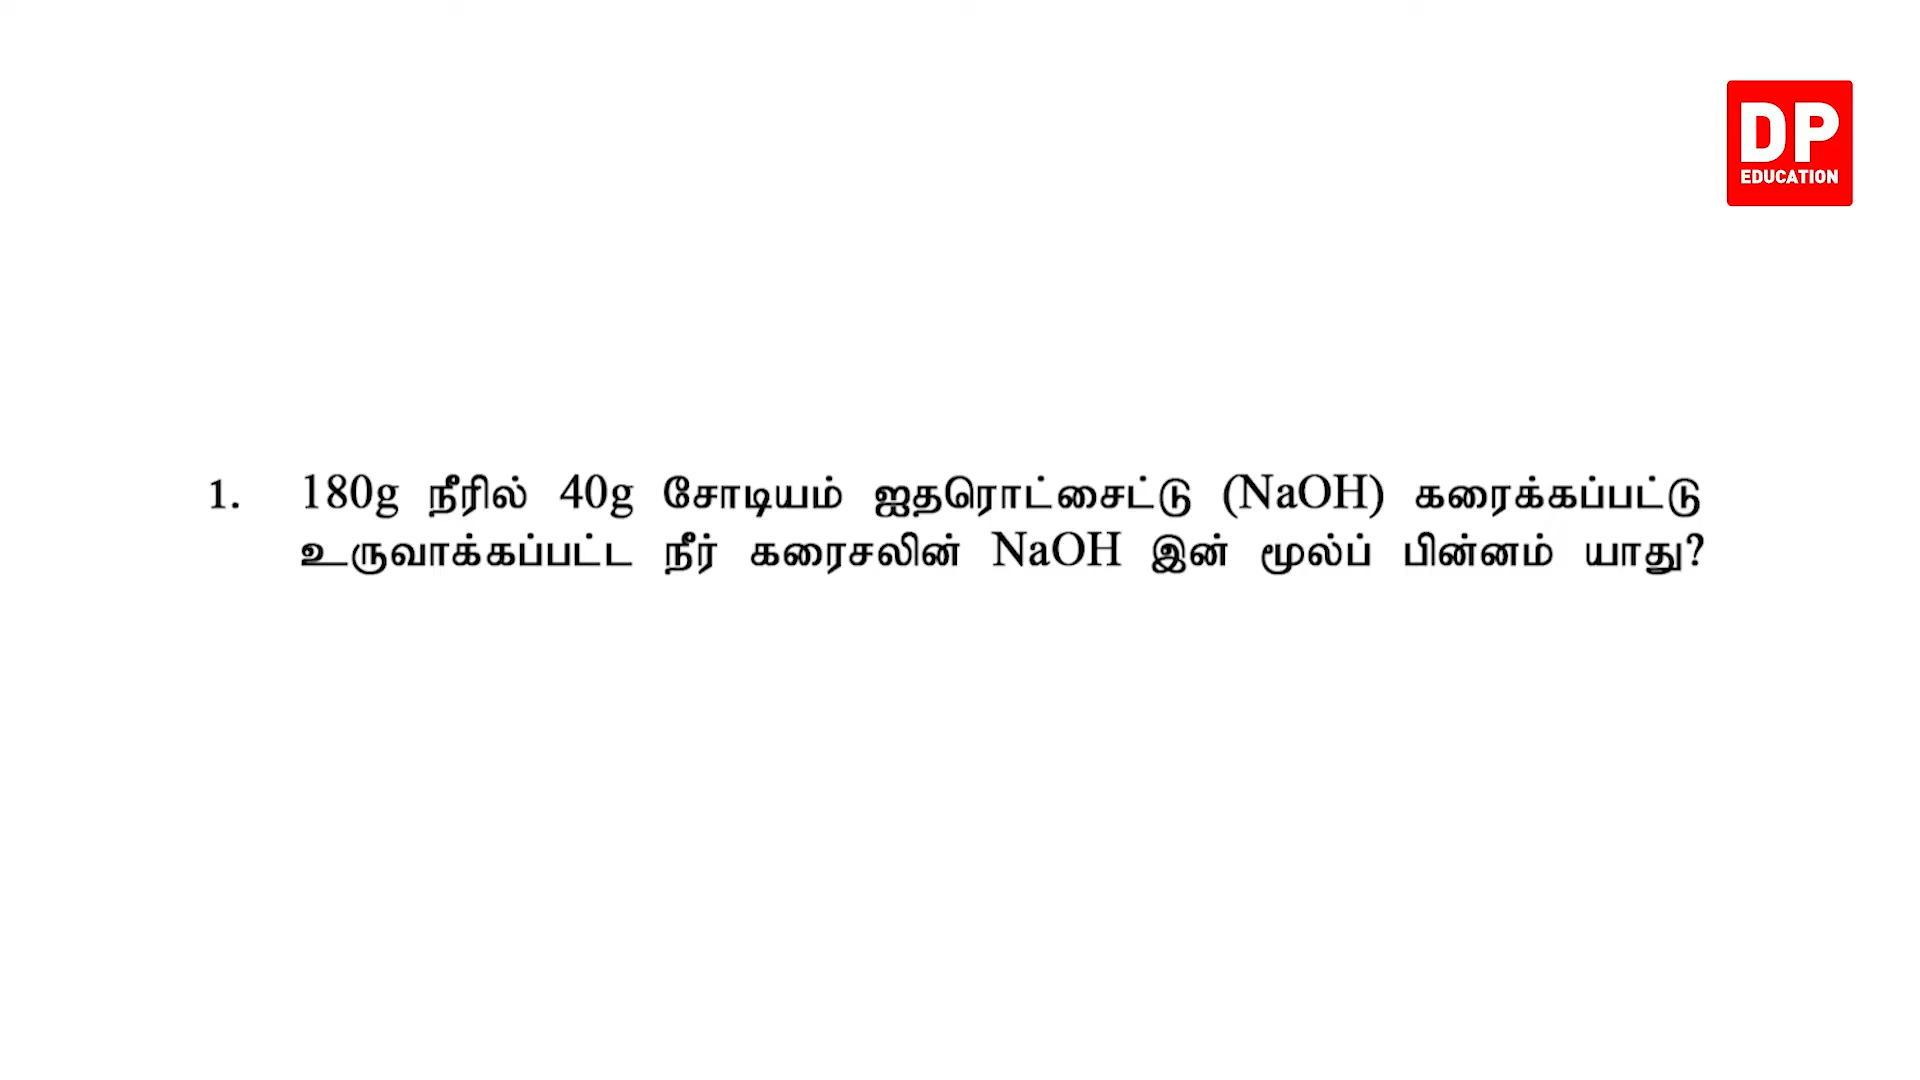 DP
EDUCATION
1. 180g நீரில் 40g சோடியம் ஐதரொட்சைட்டு (NaOH) கரைக்கப்பட்டு
உருவாக்கப்பட்ட நீர் கரைசலின் NaOH இன் மூல்ப் பின்னம் யாது?